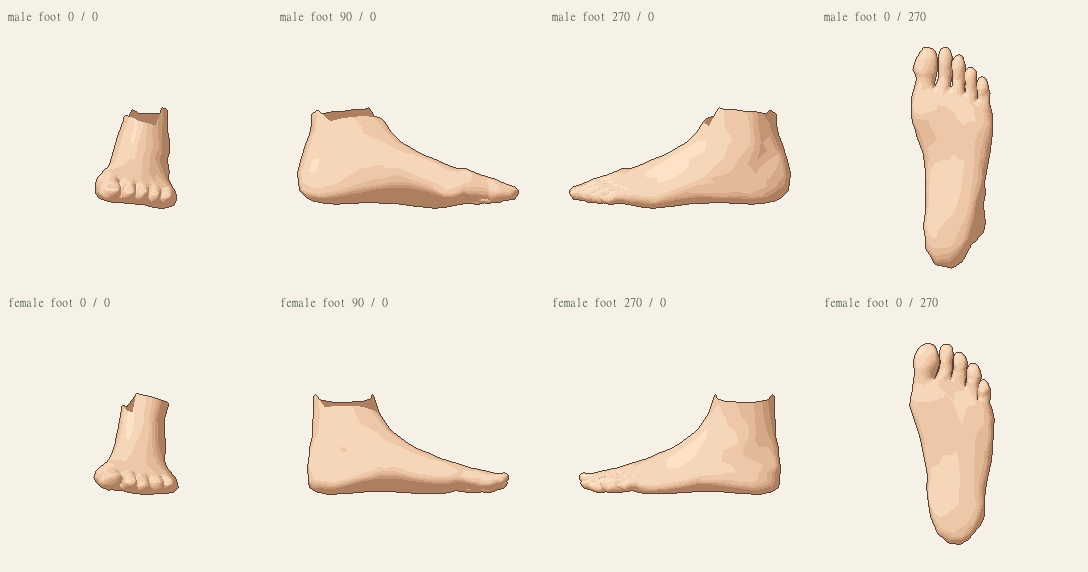 male foot 0 / 0
male foot 90 / 0
male foot 270 / 0
male foot 0 / 270
female foot 0 / 0
female foot 90 / 0
female foot 270 / 0
female foot 0 / 270